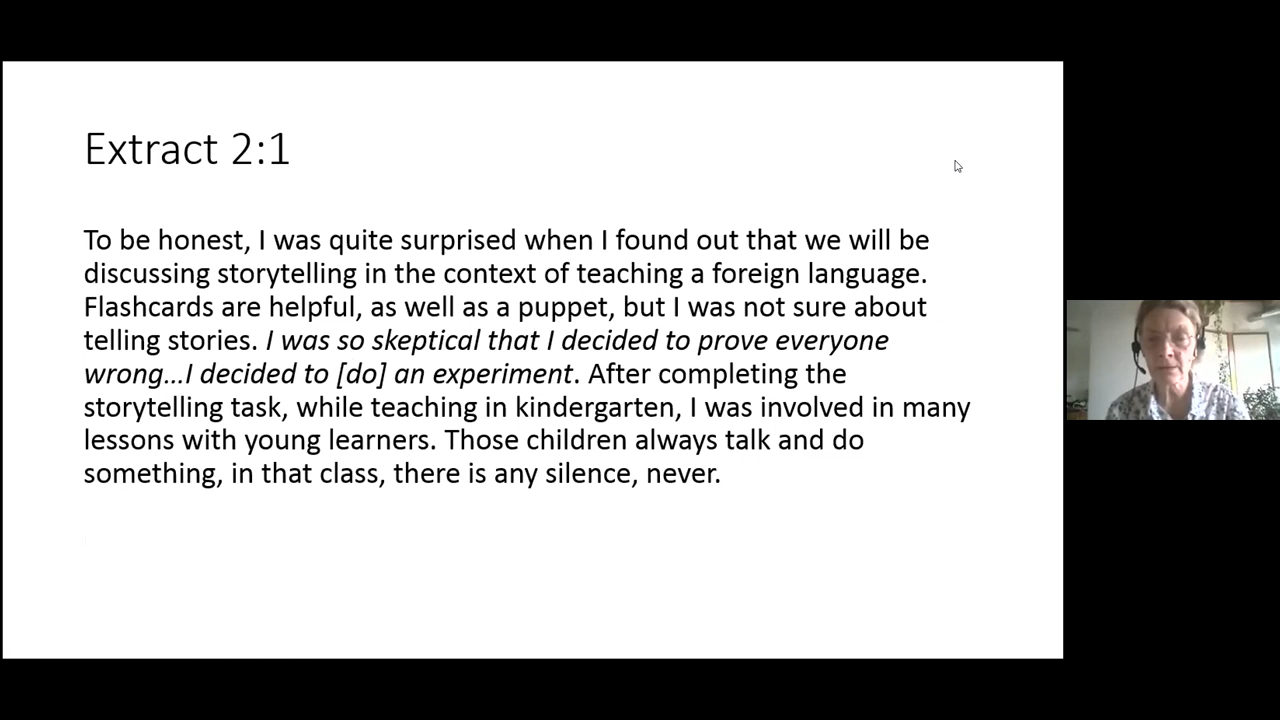 Extract 2:1
To be honest, I was quite surprised when I found out that we will be
discussing storytelling in the context of teaching a foreign language.
Flashcards are helpful, as well as a puppet, but I was not sure about
telling stories. I was so skeptical that I decided to prove everyone
wrong...I decided to [do] an experiment. After completing the
storytelling task, while teaching in kindergarten, I was involved in many
lessons with young learners. Those children always talk and do
something, in that class, there is any silence, never.